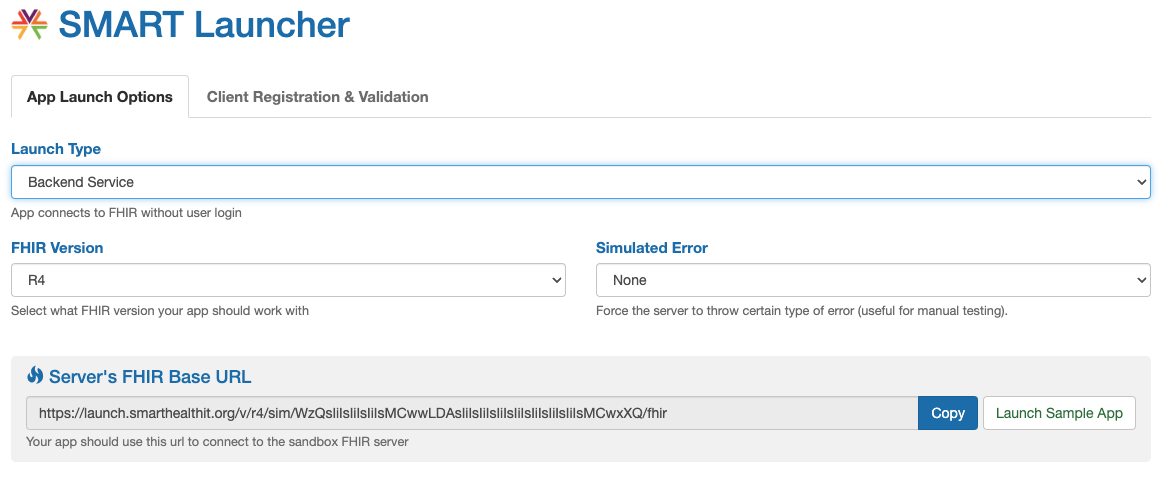 SMART Launcher
App Launch Options
Client Registration & Validation
Launch Type
Backend Service
App connects to FHIR without user login
FHIR Version
Simulated Error
R4
None
Select what FHIR version your app should work with
Force the server to throw certain type of error (useful for manual testing).
Server's FHIR Base URL
https://launch.smarthealthit.org/v/r4/sim/WzQsIiIsIiIsIiIsMCwwLDAsIiIsIiIsIiIsIiIsIiIsIiIsIiIsMCwxXQ/fhir
Copy
Launch Sample App
Your app should use this url to connect to the sandbox FHIR server